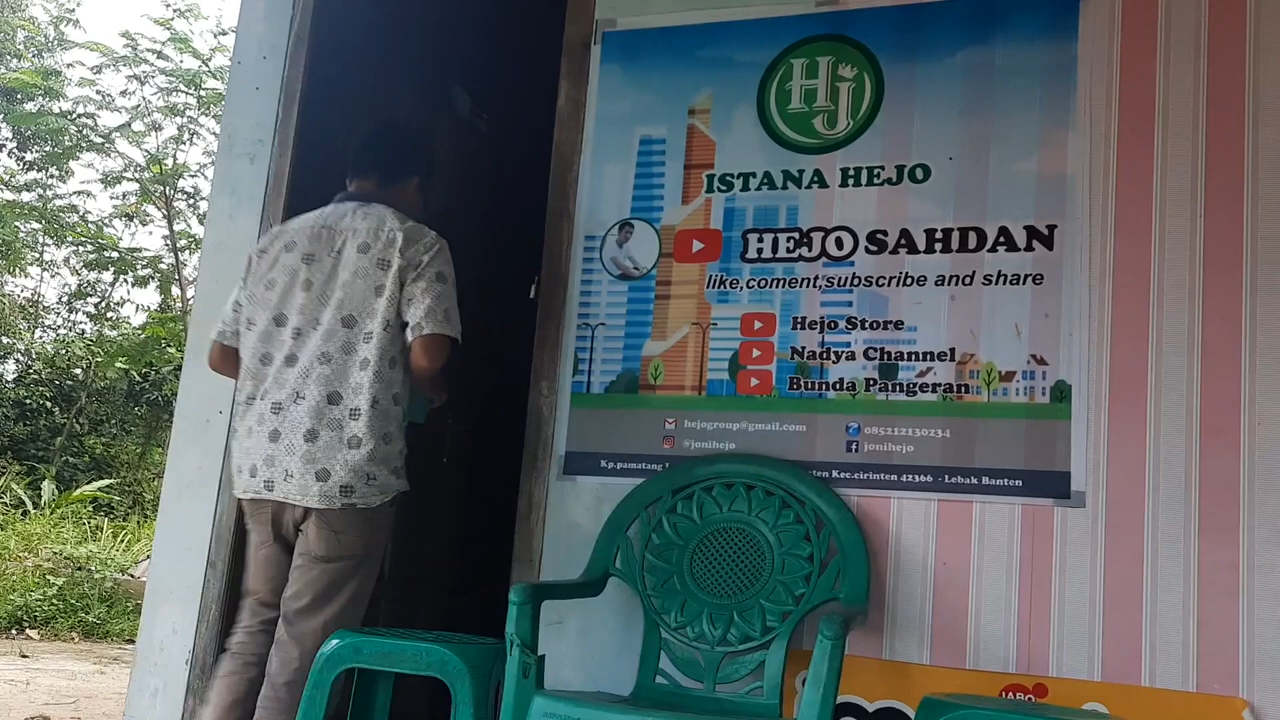 HJ
ISTANA HEJO
HEJO SAHDAN
like,coment,subscribe and share
Hejo Store
Nadya Channel
Bunda Pangeran
hejogroup@gmail.com
085212130234
@jonihejo
jonihejo
Kp.pamatang Kec.cirinten 42366 - Lebak Banten
JABO